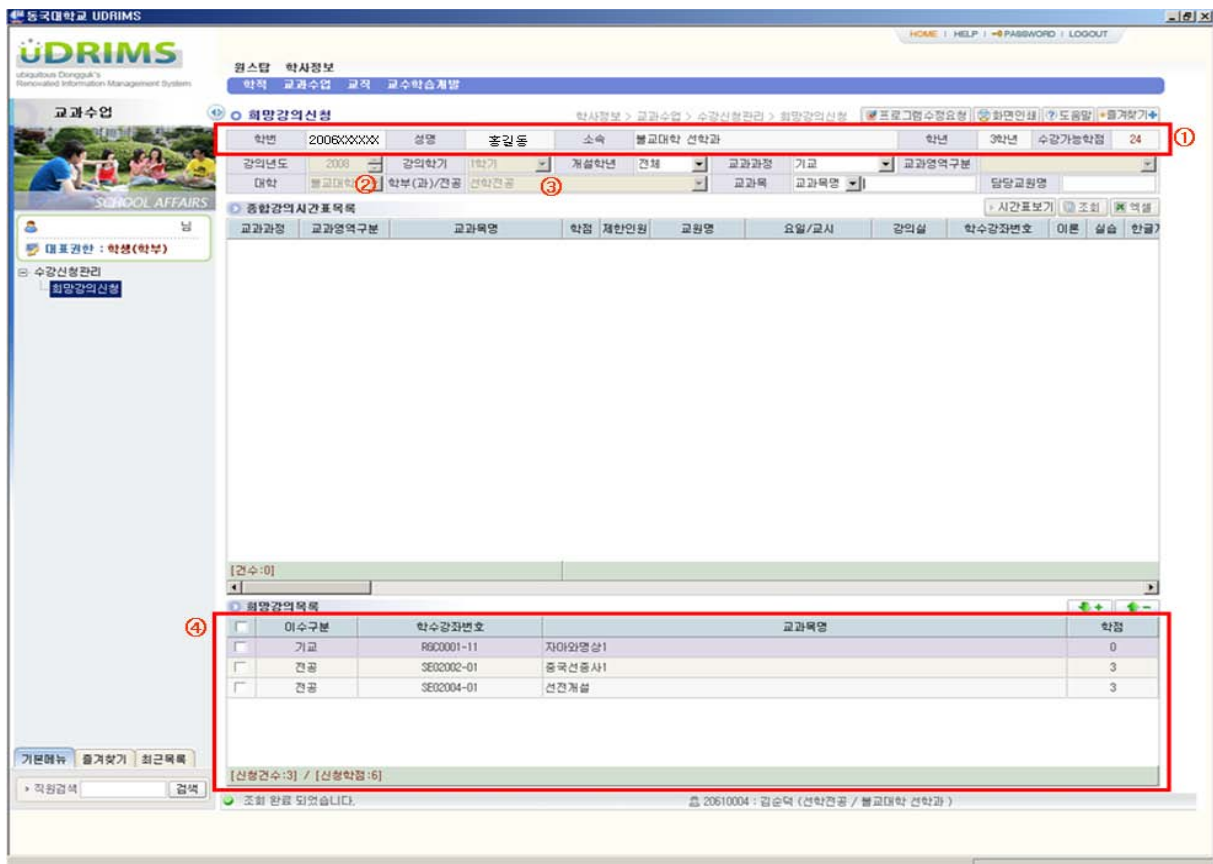 동국대학교 UDRIMS
HOME | HELP | PASSWORD | LOGOUT
UDRIMS
ubiquitous Dongguk's
Renovated Information Management System
원스탑 학사정보
학적 교과수업 교직 교수학습개발
교과수업
희망강의신청
학사정보 > 교과수업 > 수강신청관리 > 희망강의신청
프로그램수정요청 화면인쇄 도움말 즐겨찾기
학번 2006XXXXXX 성명 홍길동 소속 불교대학 선학과 학년 3학년 수강가능학점 24 ①
강의년도 2008 강의학기 1학기 개설학년 전체 교과과정 기교 교과영역구분
대학 불교대학 ② 학부(과)/전공 선학전공 ③ 교과목 교과목명 담당교원명
SCHOOL AFFAIRS
종합강의시간표목록
시간표보기 조회 엑셀
님
대표권한 : 학생(학부)
교과과정 교과영역구분 교과목명 학점 제한인원 교원명 요일/교시 강의실 학수강좌번호 이론 실습
수강신청관리
희망강의신청
[건수:0]
희망강의목록
④
이수구분 학수강좌번호 교과목명 학점
기교 RGC0001-11 자아와명상1 0
전공 SEO2002-01 중국선종사1 3
전공 SEO2004-01 선전개설 3
기본메뉴 즐겨찾기 최근목록
[신청건수:3] / [신청학점:6]
직원검색 검색
조회 완료 되었습니다.
20610004 : 김순덕 (선학전공 / 불교대학 선학과 )